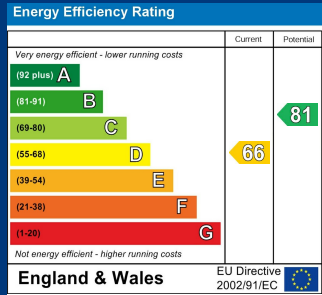 Energy Efficiency Rating
Current Potential
Very energy efficient - lower running costs
(92 plus) A
(81-91) B
81
(69-80) C
(55-68) D
66
(39-54) E
(21-38) F
(1-20) G
Not energy efficient - higher running costs
England & Wales
EU Directive
2002/91/EC